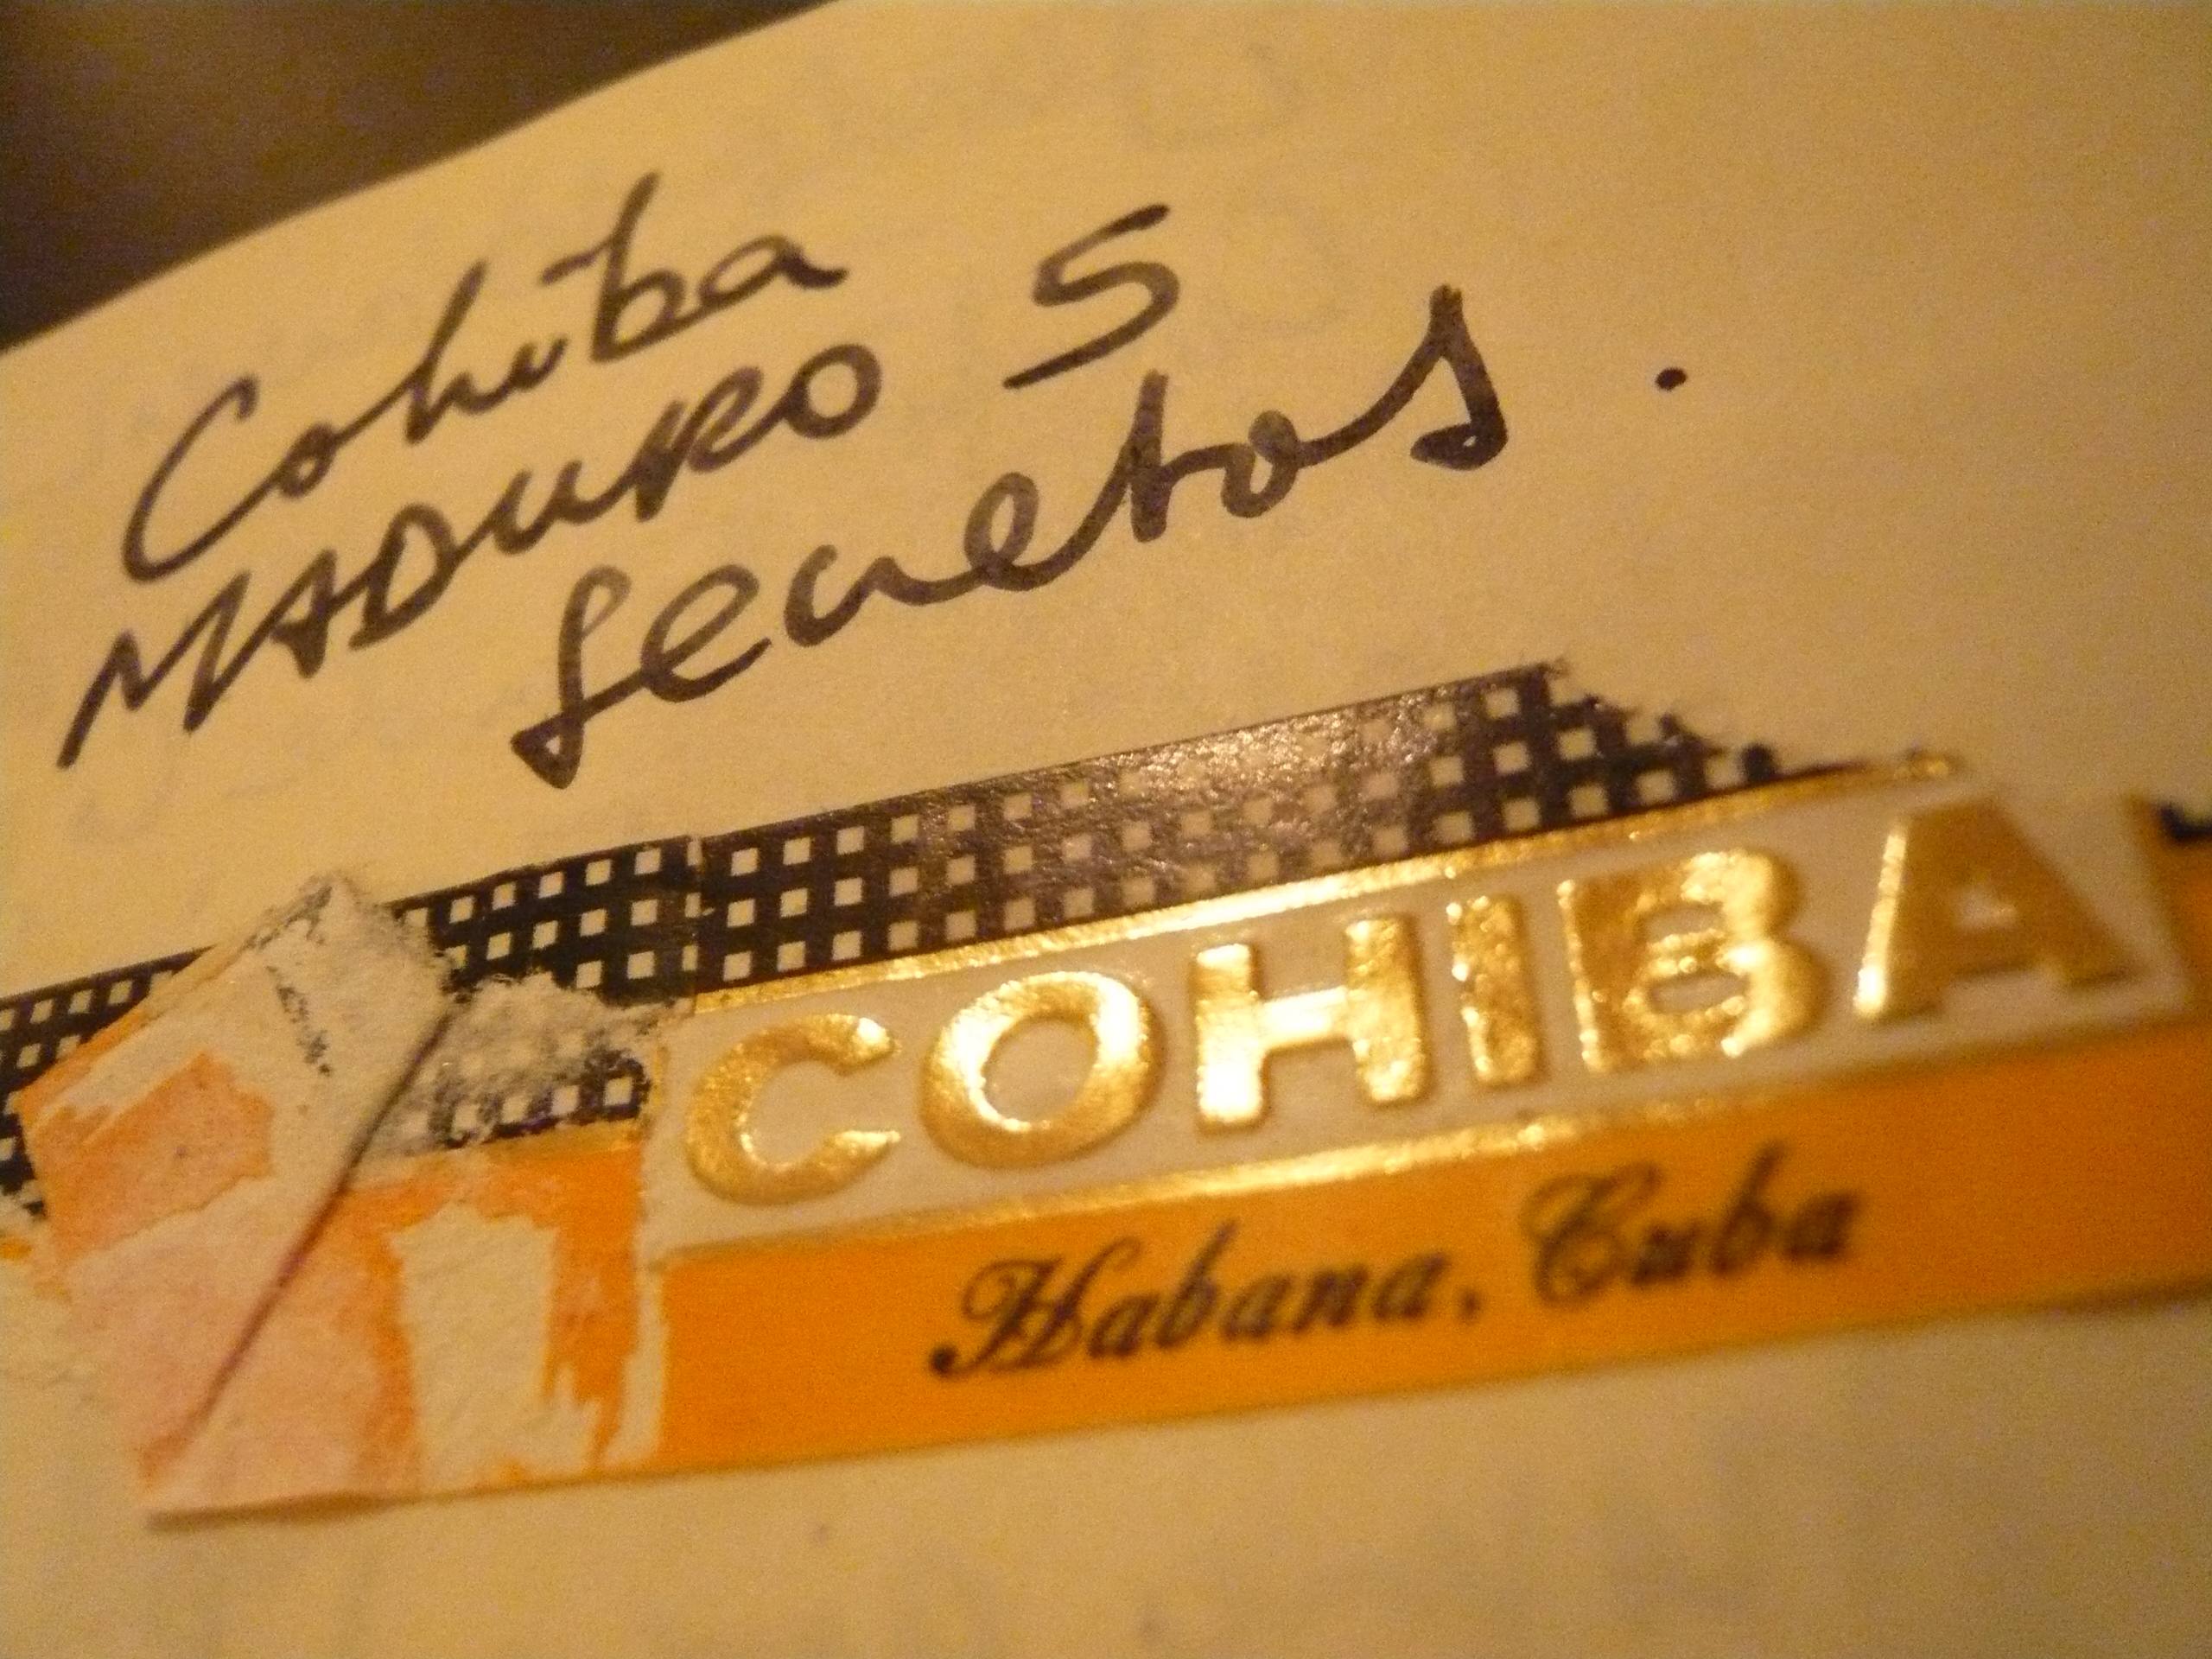 Cohiba
MADURO 5
Secretos.
COHIBA
Habana, Cuba